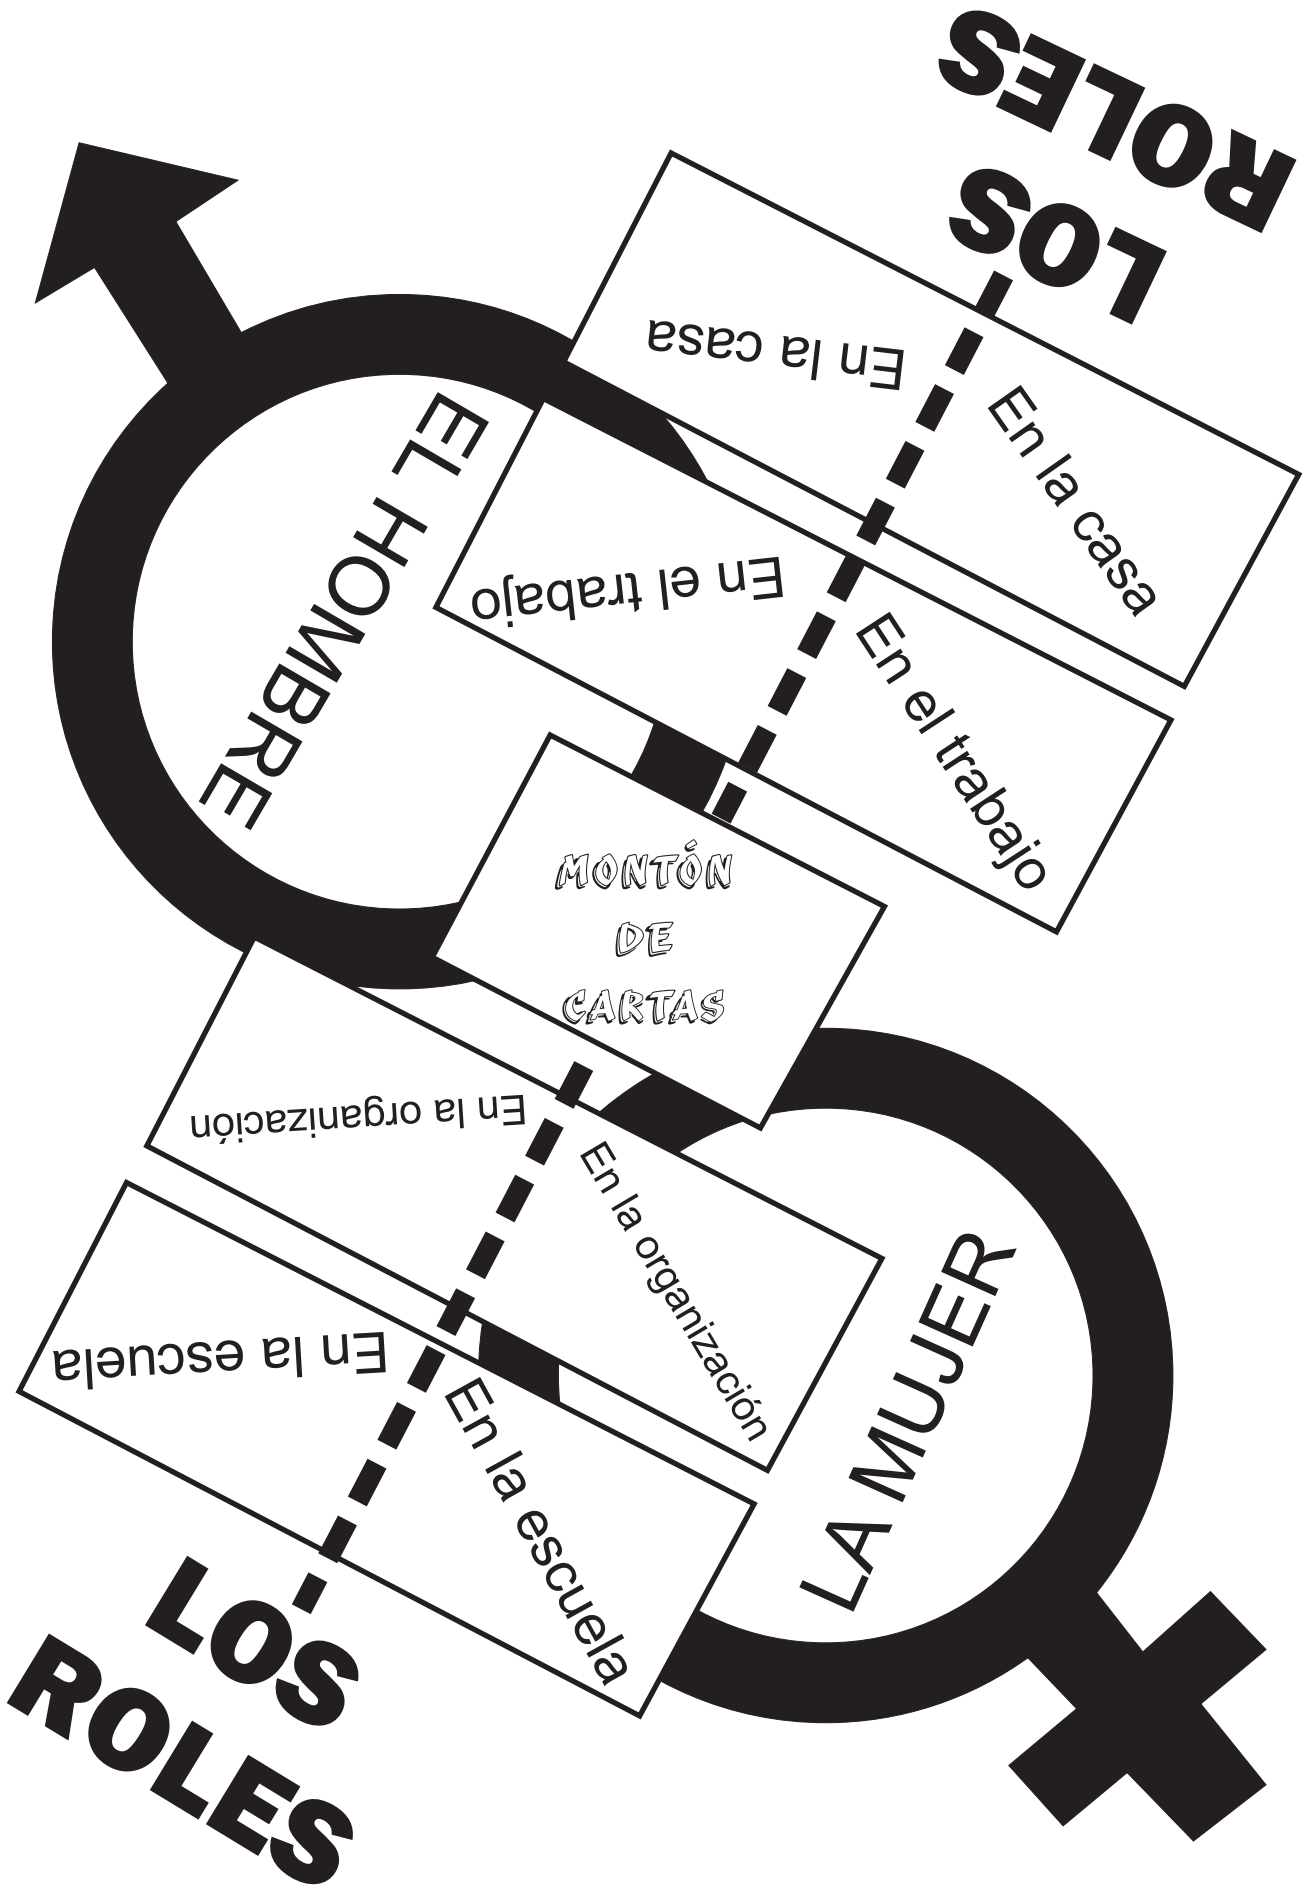 LOS
ROLES
En la casa
En la casa
EL HOMBRE
En el trabajo
En el trabajo
MONTÓN
DE
CARTAS
En la organización
En la organización
LA MUJER
En la escuela
En la escuela
LOS
ROLES